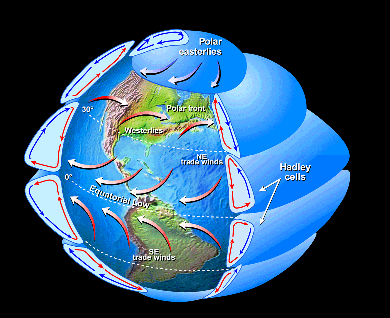 Polar
easterlies
30°
Polar front
Westerlies
NE
trade winds
Hadley
cells
0°
Equatorial Low
SE
trade winds